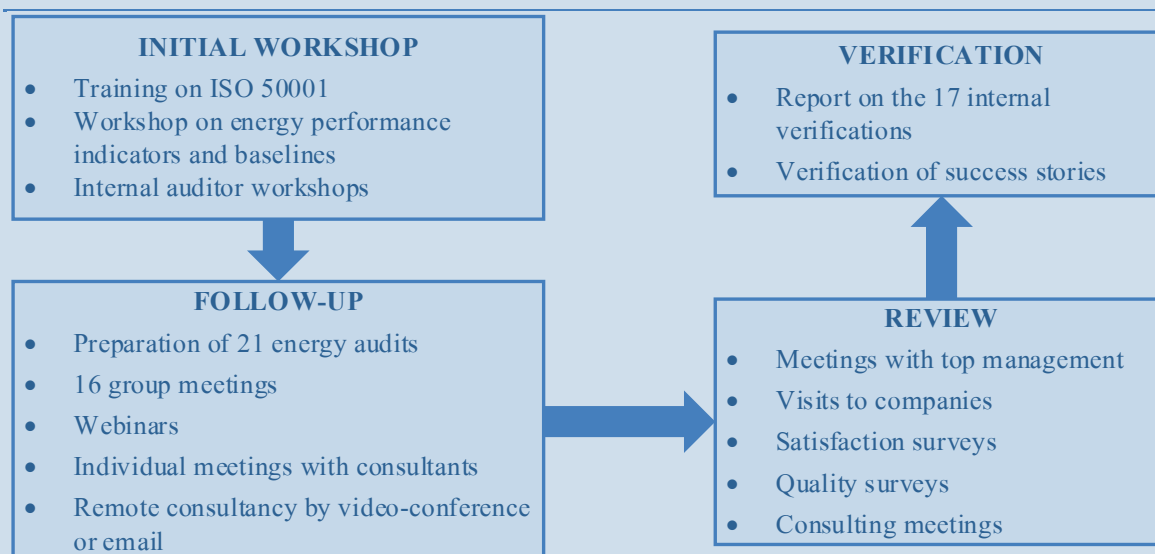 INITIAL WORKSHOP
• Training on ISO 50001
• Workshop on energy performance
indicators and baselines
• Internal auditor workshops
FOLLOW-UP
• Preparation of 21 energy audits
• 16 group meetings
• Webinars
• Individual meetings with consultants
• Remote consultancy by video-conference
or email
REVIEW
• Meetings with top management
• Visits to companies
• Satisfaction surveys
• Quality surveys
• Consulting meetings
VERIFICATION
• Report on the 17 internal
verifications
• Verification of success stories